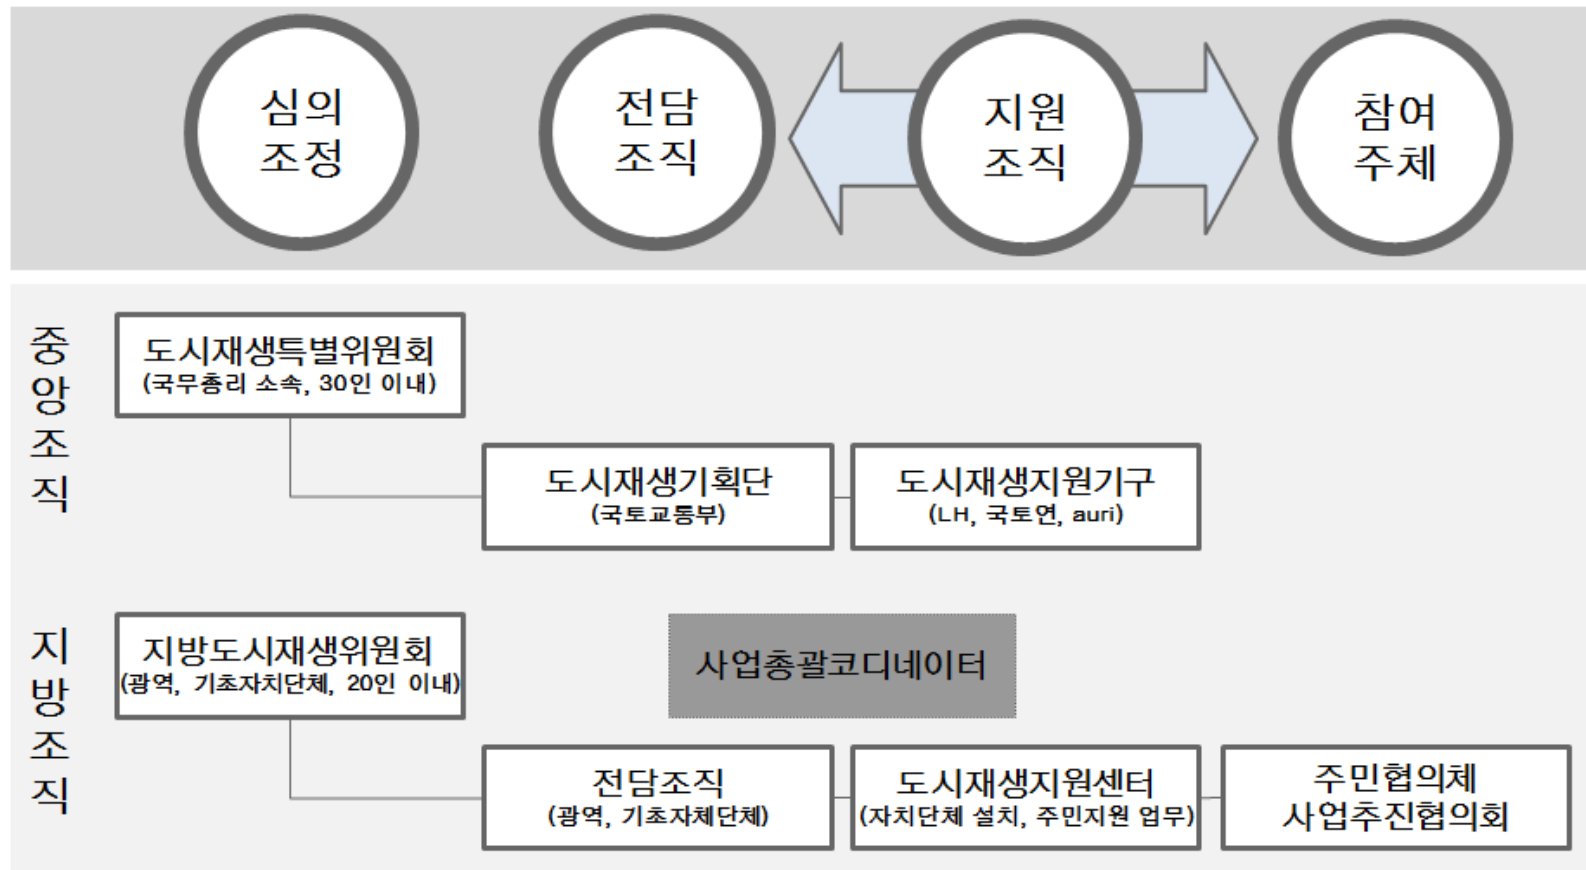 심의
조정
전담
조직
지원
조직
참여
주체
중앙조직
도시재생특별위원회
(국무총리 소속, 30인 이내)
도시재생기획단
(국토교통부)
도시재생지원기구
(LH, 국토연, auri)
지방조직
지방도시재생위원회
(광역, 기초자치단체, 20인 이내)
사업총괄코디네이터
전담조직
(광역, 기초자체단체)
도시재생지원센터
(자치단체 설치, 주민지원 업무)
주민협의체
사업추진협의회